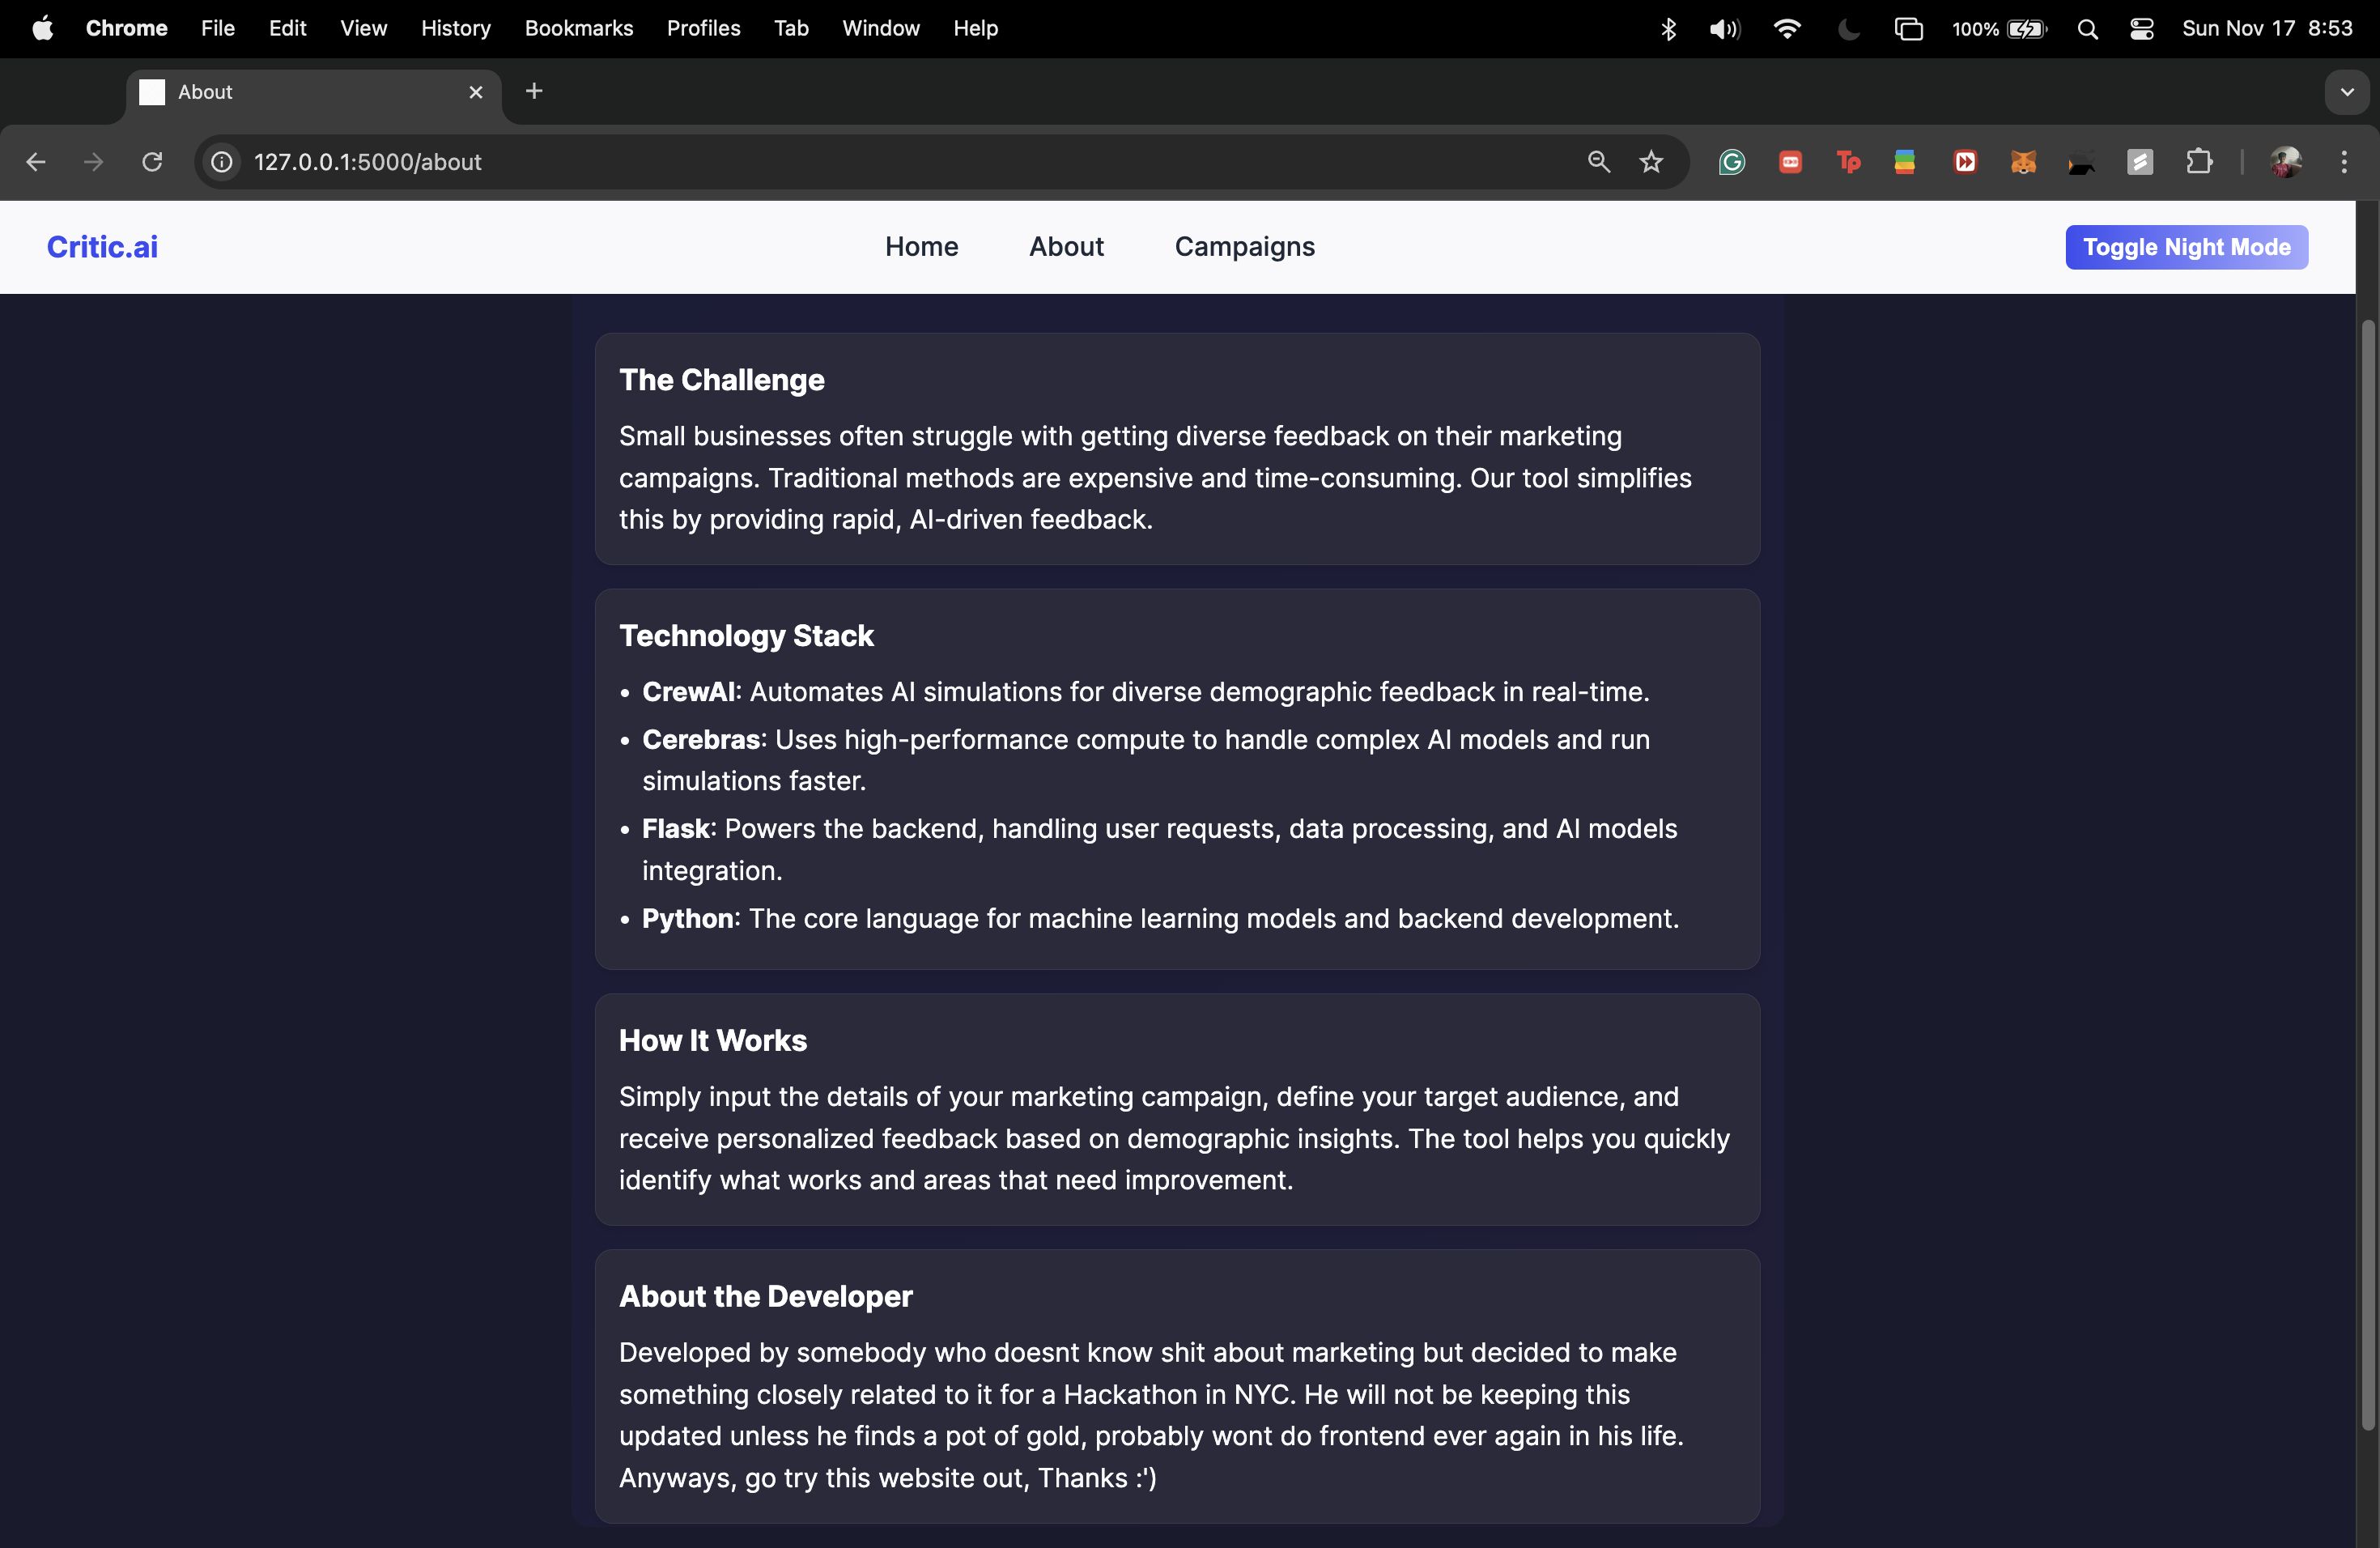 Chrome File Edit View History Bookmarks Profiles Tab Window Help 100% Sun Nov 17 8:53
About
127.0.0.1:5000/about
Critic.ai Home About Campaigns Toggle Night Mode
The Challenge
Small businesses often struggle with getting diverse feedback on their marketing
campaigns. Traditional methods are expensive and time-consuming. Our tool simplifies
this by providing rapid, AI-driven feedback.
Technology Stack
• CrewAI: Automates AI simulations for diverse demographic feedback in real-time.
• Cerebras: Uses high-performance compute to handle complex AI models and run
simulations faster.
• Flask: Powers the backend, handling user requests, data processing, and AI models
integration.
• Python: The core language for machine learning models and backend development.
How It Works
Simply input the details of your marketing campaign, define your target audience, and
receive personalized feedback based on demographic insights. The tool helps you quickly
identify what works and areas that need improvement.
About the Developer
Developed by somebody who doesnt know shit about marketing but decided to make
something closely related to it for a Hackathon in NYC. He will not be keeping this
updated unless he finds a pot of gold, probably wont do frontend ever again in his life.
Anyways, go try this website out, Thanks :')